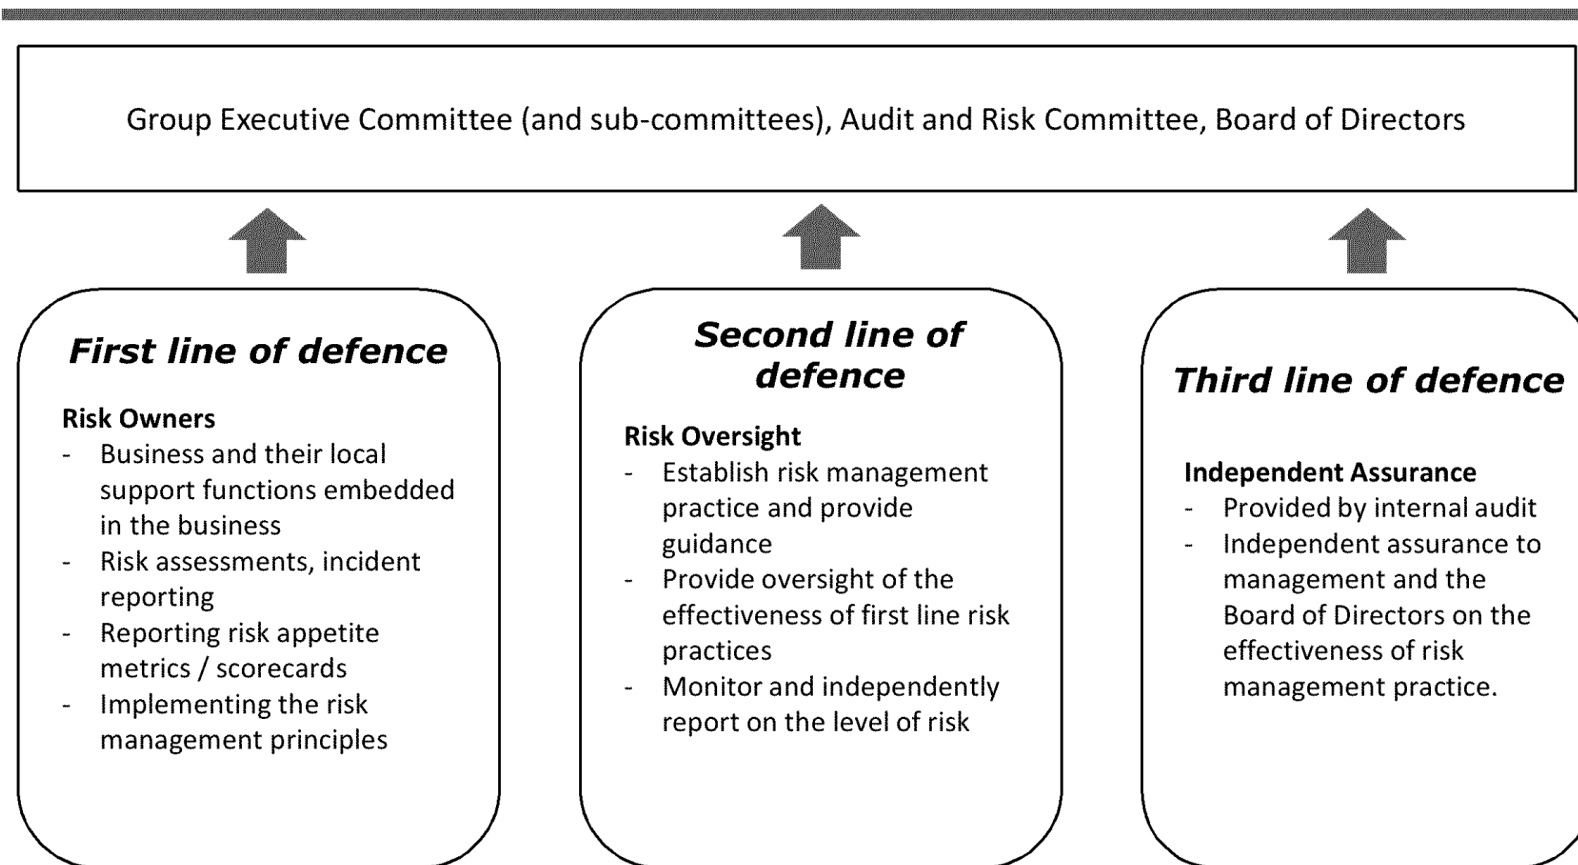 Group Executive Committee (and sub-committees), Audit and Risk Committee, Board of Directors
First line of defence
Risk Owners
- Business and their local
support functions embedded
in the business
- Risk assessments, incident
reporting
- Reporting risk appetite
metrics / scorecards
- Implementing the risk
management principles
Second line of
defence
Risk Oversight
- Establish risk management
practice and provide
guidance
- Provide oversight of the
effectiveness of first line risk
practices
- Monitor and independently
report on the level of risk
Third line of defence
Independent Assurance
- Provided by internal audit
- Independent assurance to
management and the
Board of Directors on the
effectiveness of risk
management practice.